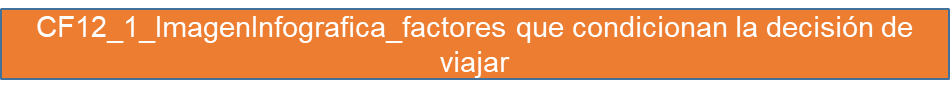 CF12_1_ImagenInfografica_factores que condicionan la decisión de
viajar